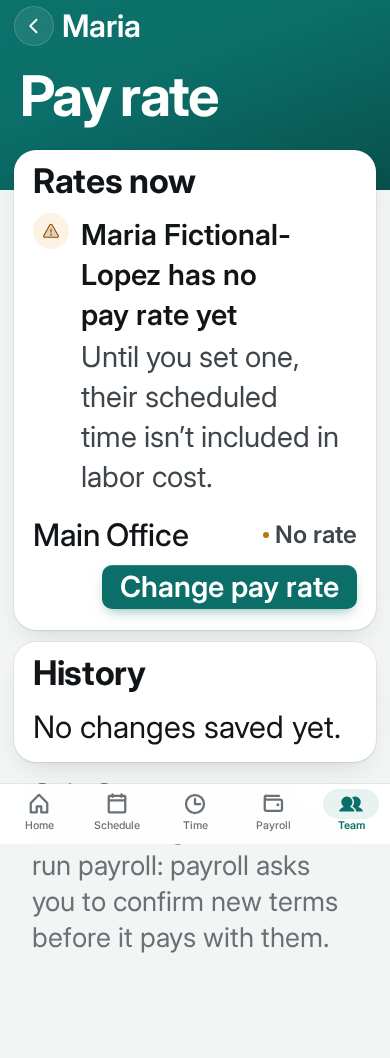 Maria
Pay rate
Rates now
Maria Fictional-
Lopez has no
pay rate yet
Until you set one,
their scheduled
time isn’t included in
labor cost.
Main Office
No rate
Change pay rate
History
No changes saved yet.
Home
Schedule
Time
Payroll
Team
run payroll: payroll asks
you to confirm new terms
before it pays with them.